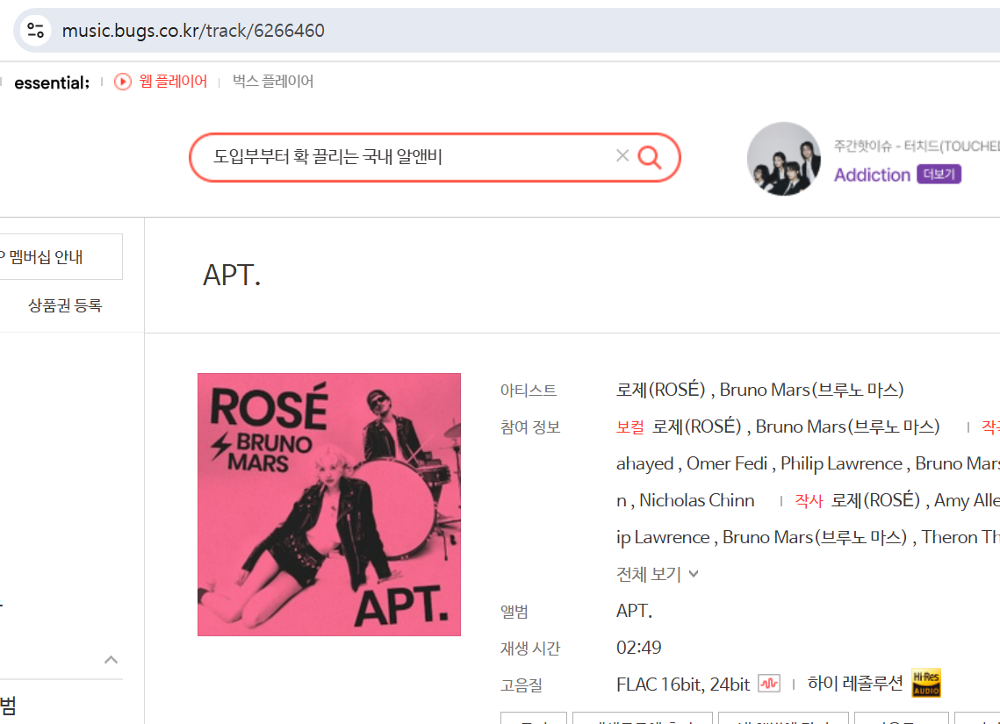 music.bugs.co.kr/track/6266460
essential;
웹 플레이어
벅스 플레이어
도입부부터 확 끌리는 국내 알앤비
주간핫이슈 - 터치드(TOUCHED
Addiction 더보기
멤버십 안내
상품권 등록
APT.
ROSÉ
BRUNO
MARS
APT.
아티스트 로제(ROSÉ) , Bruno Mars(브루노 마스)
참여 정보 보컬 로제(ROSÉ) , Bruno Mars(브루노 마스)
ahayed , Omer Fedi , Philip Lawrence , Bruno Mars
n , Nicholas Chinn 작사 로제(ROSÉ) , Amy Alle
ip Lawrence , Bruno Mars(브루노 마스) , Theron Th
전체 보기
앨범 APT.
재생 시간 02:49
고음질 FLAC 16bit, 24bit 하이 레졸루션 Hi-Res AUDIO
범